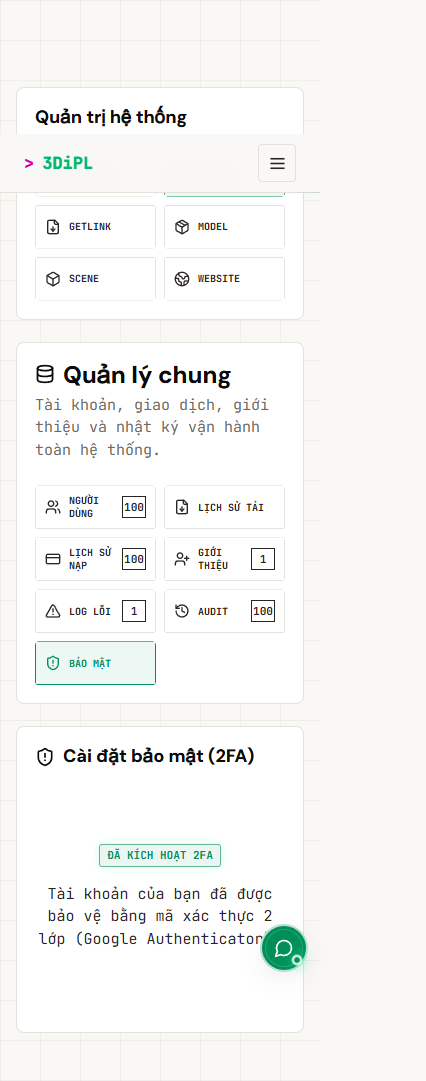 Quản trị hệ thống
> 3DiPL
GETLINK
MODEL
SCENE
WEBSITE
Quản lý chung
Tài khoản, giao dịch, giới
thiệu và nhật ký vận hành
toàn hệ thống.
NGƯỜI
DÙNG
100
LỊCH SỬ TẢI
LỊCH SỬ
NẠP
100
GIỚI
THIỆU
1
LOG LỖI
1
AUDIT
100
BẢO MẬT
Cài đặt bảo mật (2FA)
ĐÃ KÍCH HOẠT 2FA
Tài khoản của bạn đã được
bảo vệ bằng mã xác thực 2
lớp (Google Authenticator